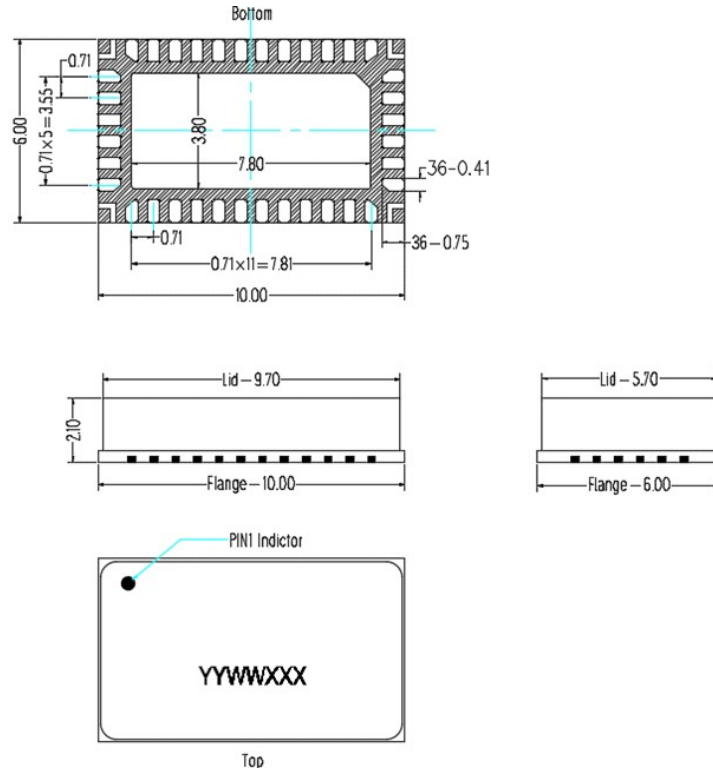 Bottom
0.71
6.00
0.71×5=3.55
3.80
7.80
36-0.41
0.71
36-0.75
0.71×11=7.81
10.00
Lid-9.70
Lid-5.70
2.10
Flange-10.00
Flange-6.00
PIN1 Indictor
YYWWXXX
Top